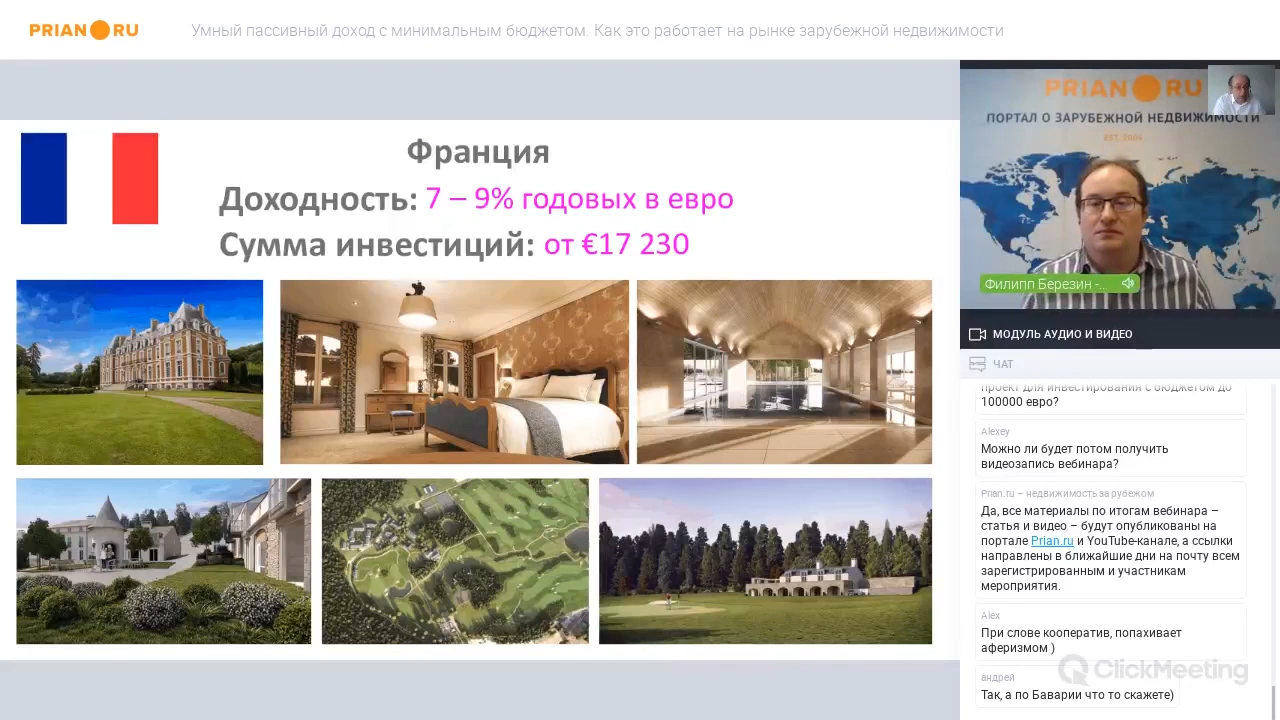 PRIAN RU
Умный пассивный доход с минимальным бюджетом. Как это работает на рынке зарубежной недвижимости
Франция
Доходность: 7 – 9% годовых в евро
Сумма инвестиций: от €17 230
PRIAN RU
ПОРТАЛ О ЗАРУБЕЖНОЙ НЕДВИЖИМОСТИ
EST. 2006
Филипп Березин -...
МОДУЛЬ АУДИО И ВИДЕО
ЧАТ
проект для инвестирования с бюджетом до
100000 евро?
Alexey
Можно ли будет потом получить
видеозапись вебинара?
Prian.ru – недвижимость за рубежом
Да, все материалы по итогам вебинара –
статья и видео – будут опубликованы на
портале Prian.ru и YouTube-канале, а ссылки
направлены в ближайшие дни на почту всем
зарегистрированным и участникам
мероприятия.
Alex
При слове кооператив, попахивает
аферизмом )
ClickMeeting
андрей
Так, а по Баварии что то скажете)